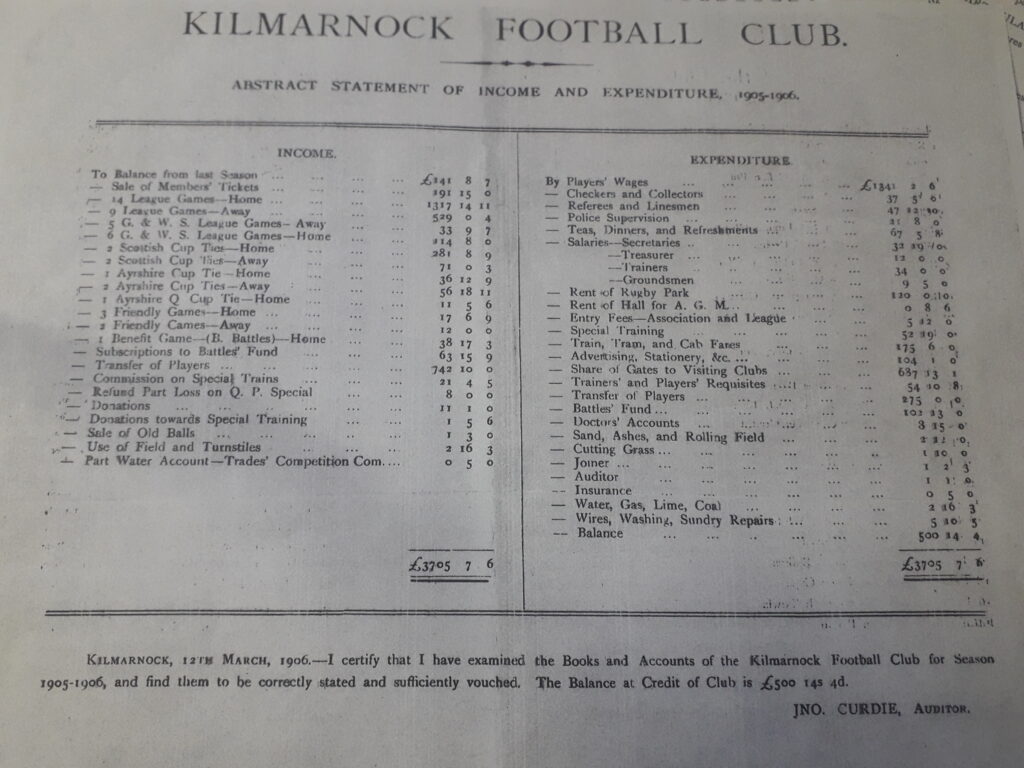 KILMARNOCK FOOTBALL CLUB.
ABSTRACT STATEMENT OF INCOME AND EXPENDITURE, 1905-1906.
INCOME.
To Balance from last Season ... £141 8 7
— Sale of Members' Tickets ... 191 15 0
— 14 League Games—Home ... 1317 14 11
— 9 League Games—Away ... 529 0 4
— 5 G. & W. S. League Games—Away ... 33 9 7
— 6 G. & W. S. League Games—Home ... 114 8 0
— 2 Scottish Cup Ties—Home ... 281 8 9
— 2 Scottish Cup Ties—Away ... 71 0 3
— 1 Ayrshire Cup Tie—Home ... 36 12 9
— 2 Ayrshire Cup Ties—Away ... 56 18 11
— 1 Ayrshire Q Cup Tie—Home ... 11 5 6
— 3 Friendly Games—Home ... 17 6 9
— 2 Friendly Games—Away ... 12 0 0
— 1 Benefit Game—(B. Battles)—Home ... 38 17 3
— Subscriptions to Battles' Fund ... 63 15 9
— Transfer of Players ... 742 10 0
— Commission on Special Trains ... 21 4 5
— Refund Part Loss on Q. P. Special ... 8 0 0
— Donations ... 11 1 0
— Donations towards Special Training ... 1 5 6
— Sale of Old Balls ... 1 3 0
— Use of Field and Turnstiles ... 2 16 3
— Part Water Account—Trades' Competition Com.... 0 5 0
£3705 7 6
EXPENDITURE
By Players' Wages ... £1341 2 6
— Checkers and Collectors ... 37 5 0
— Referees and Linesmen ... 47 12 10
— Police Supervision ... 21 8 0
— Teas, Dinners, and Refreshments ... 67 5 8
— Salaries—Secretaries ... 32 19 10
—Treasurer ... 12 0 0
—Trainers ... 34 0 0
—Groundsmen ... 9 5 0
— Rent of Rugby Park ... 120 0 10
— Rent of Hall for A. G. M... 0 8 6
— Entry Fees—Association and League ... 5 12 0
— Special Training ... 52 19 0
— Train, Tram, and Cab Fares ... 175 6 0
— Advertising, Stationery, &c. ... 104 1 0
— Share of Gates to Visiting Clubs ... 687 13 1
— Trainers' and Players' Requisites ... 54 10 8
— Transfer of Players ... 275 0 0
— Battles' Fund ... 102 13 0
— Doctors' Accounts ... 8 15 0
— Sand, Ashes, and Rolling Field ... 2 12 0
— Cutting Grass ... 1 10 0
— Joiner ... 1 2 3
— Auditor ... 1 1 0
— Insurance ... 0 5 0
— Water, Gas, Lime, Coal ... 2 16 3
— Wires, Washing, Sundry Repairs ... 5 10 5
— Balance ... 500 14 4
£3705 7 6
KILMARNOCK, 12TH MARCH, 1906.—I certify that I have examined the Books and Accounts of the Kilmarnock Football Club for Season
1905-1906, and find them to be correctly stated and sufficiently vouched. The Balance at Credit of Club is £500 14s 4d.
JNO. CURDIE, AUDITOR.